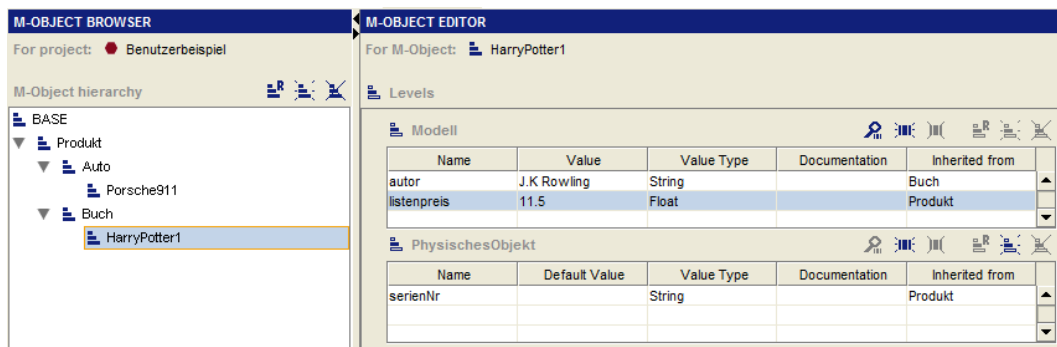 M-OBJECT BROWSER
For project: Benutzerbeispiel
M-Object hierarchy
BASE
Produkt
Auto
Porsche911
Buch
HarryPotter1
M-OBJECT EDITOR
For M-Object: HarryPotter1
Levels
Modell
Name Value Value Type Documentation Inherited from
autor J.K Rowling String Buch
listenpreis 11.5 Float Produkt
PhysischesObjekt
Name Default Value Value Type Documentation Inherited from
serienNr String Produkt